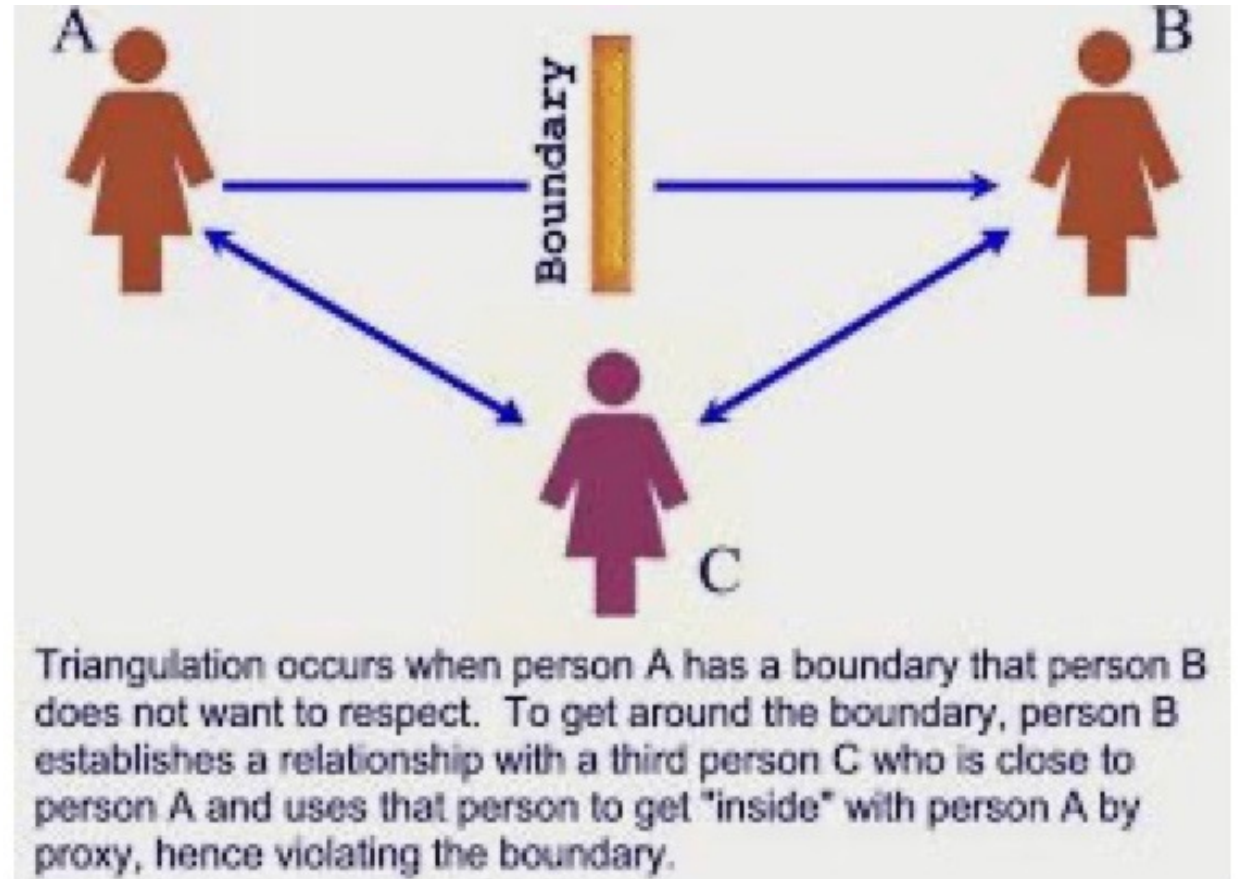 A
B
Boundary
C
Triangulation occurs when person A has a boundary that person B
does not want to respect.  To get around the boundary, person B
establishes a relationship with a third person C who is close to
person A and uses that person to get "inside" with person A by
proxy, hence violating the boundary.